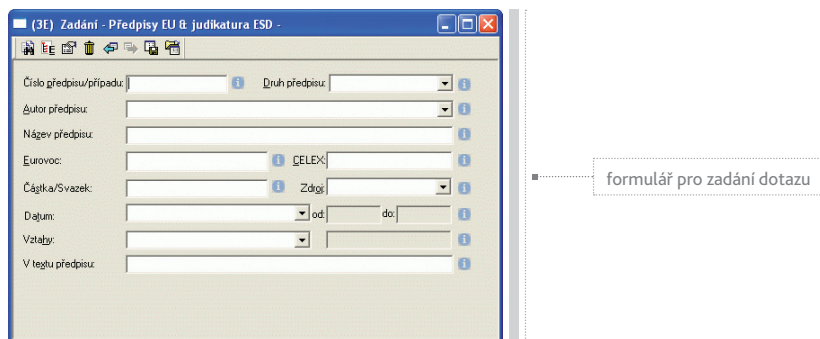 (3E) Zadání - Předpisy EU & judikatura ESD -
Číslo předpisu/případu: Druh předpisu:
Autor předpisu:
Název předpisu:
Eurovoc: CELEX:
Částka/Svazek: Zdroj:
Datum: od: do:
Vztahy:
V textu předpisu:
formulář pro zadání dotazu